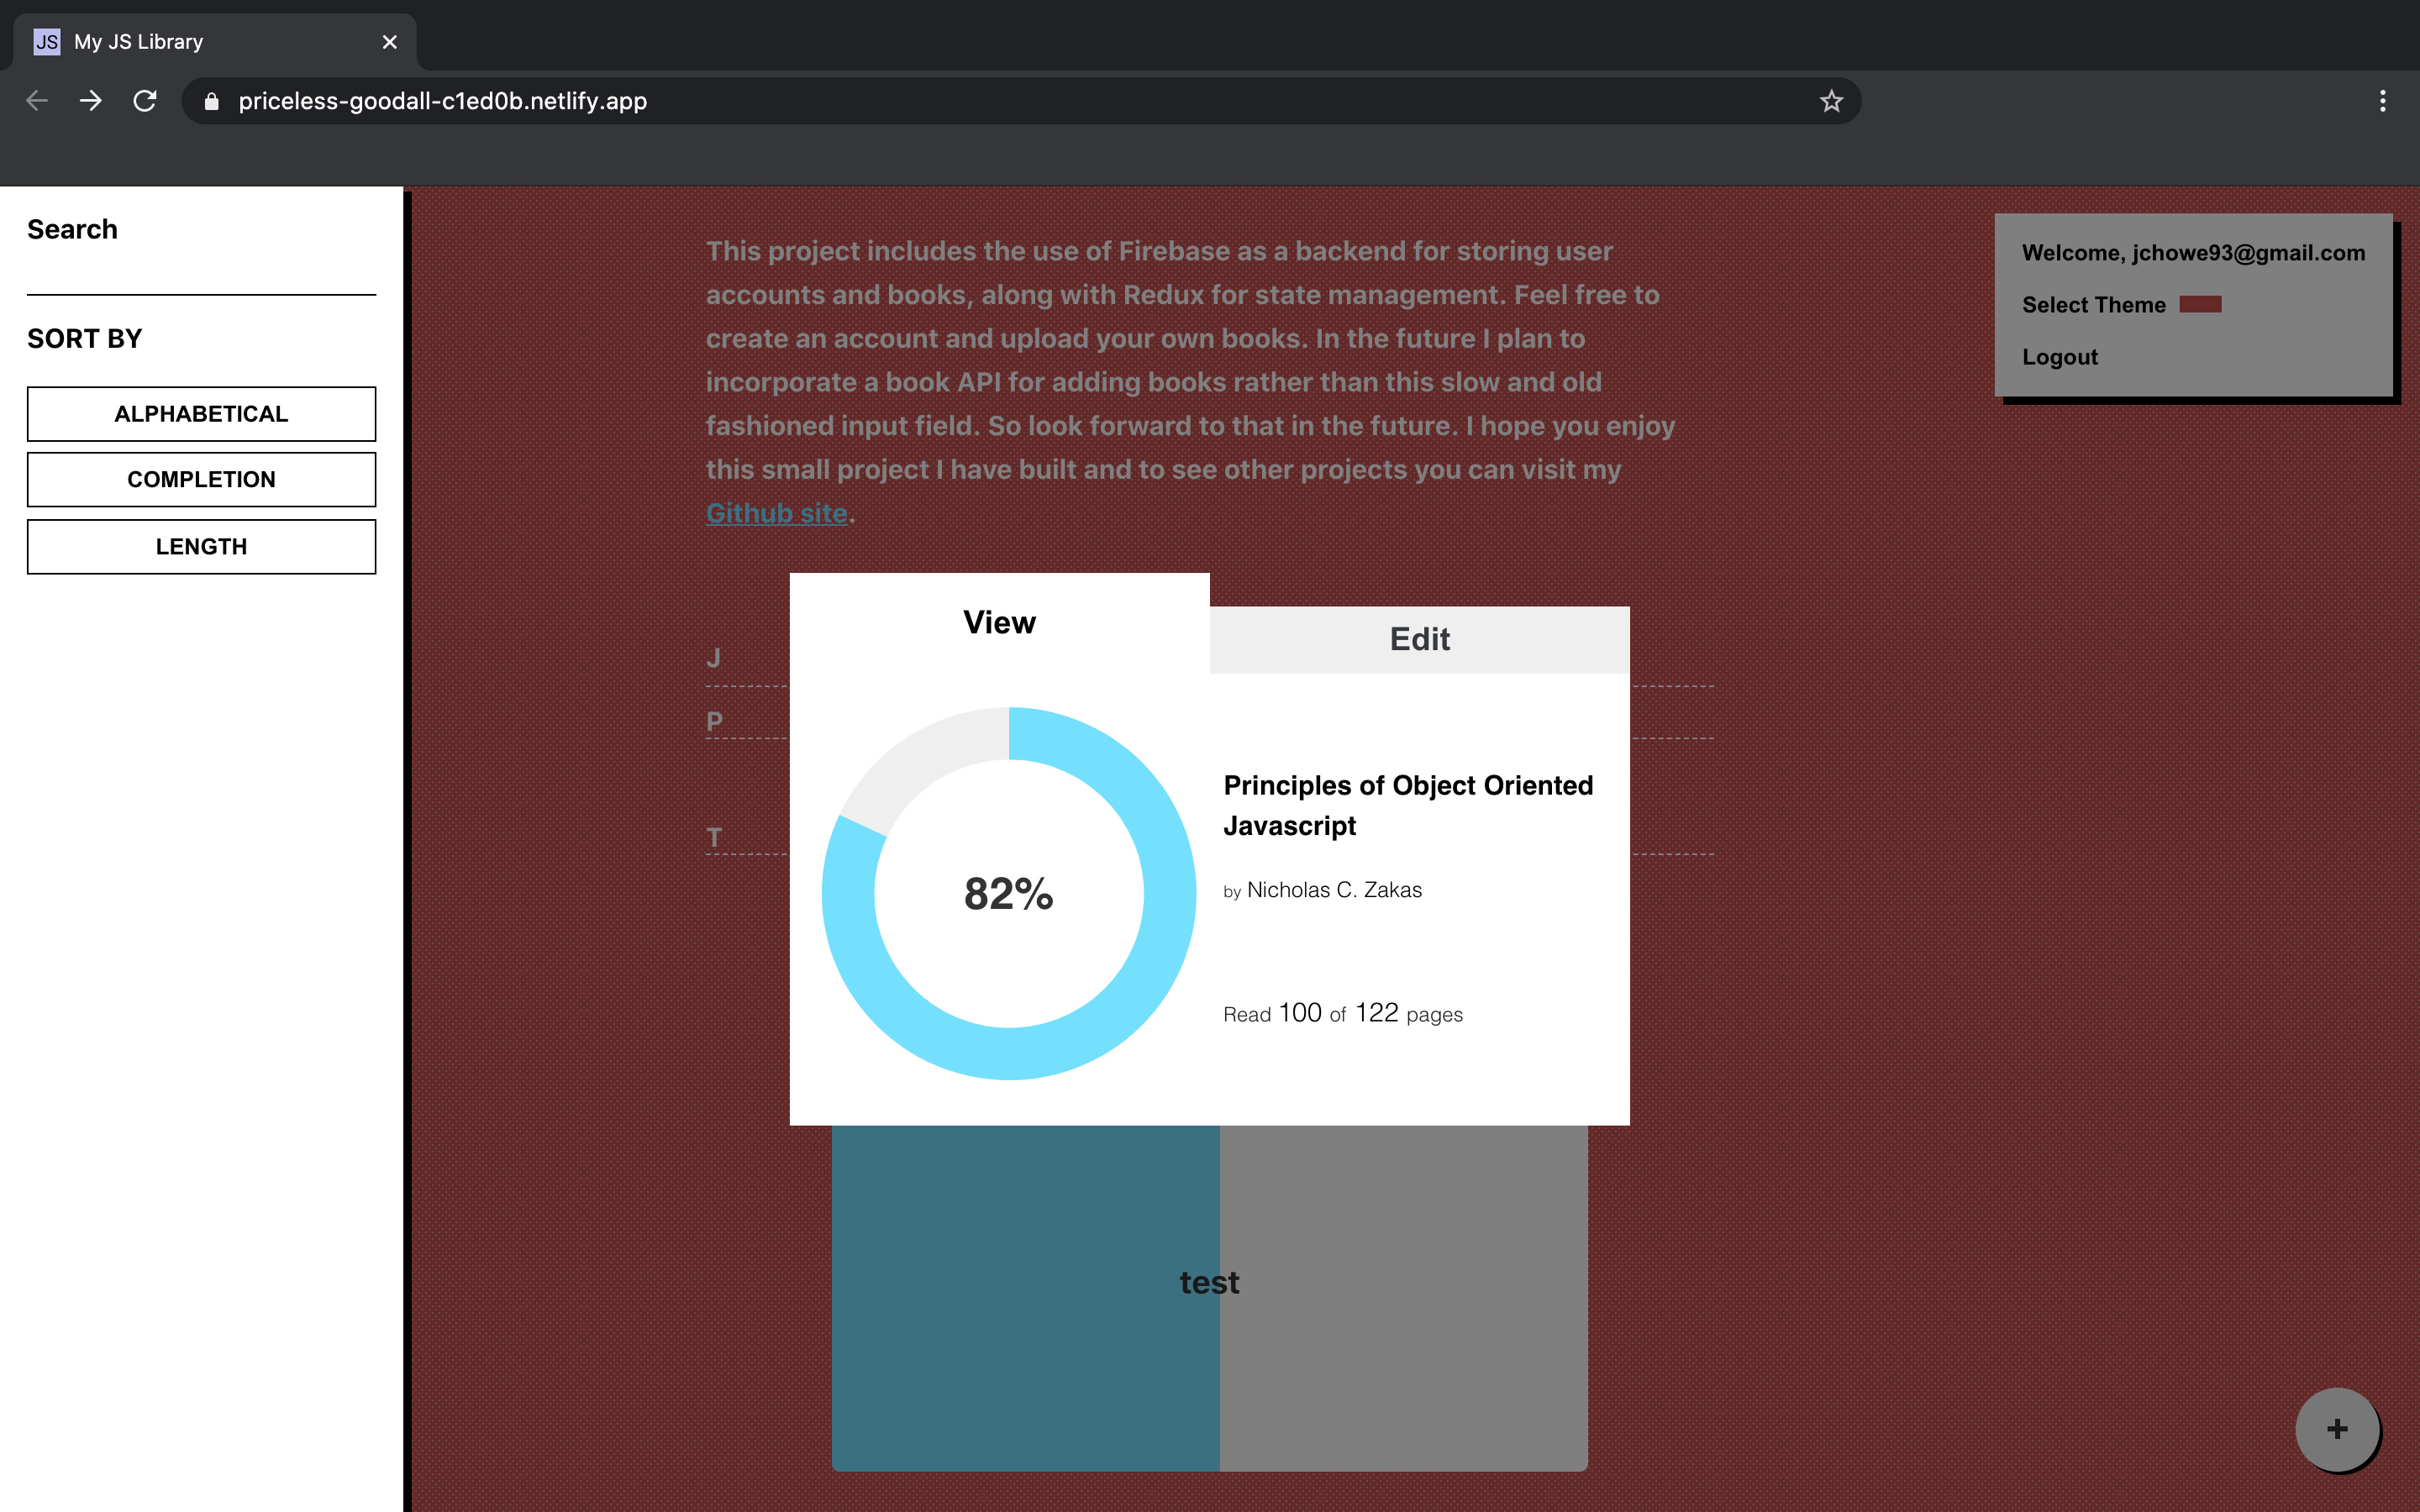 JS My JS Library
priceless-goodall-c1ed0b.netlify.app
Search
SORT BY
ALPHABETICAL
COMPLETION
LENGTH
This project includes the use of Firebase as a backend for storing user
accounts and books, along with Redux for state management. Feel free to
create an account and upload your own books. In the future I plan to
incorporate a book API for adding books rather than this slow and old
fashioned input field. So look forward to that in the future. I hope you enjoy
this small project I have built and to see other projects you can visit my
Github site.
Welcome, jchowe93@gmail.com
Select Theme
Logout
J
P
T
View
Edit
82%
Principles of Object Oriented
Javascript
by Nicholas C. Zakas
Read 100 of 122 pages
test
+